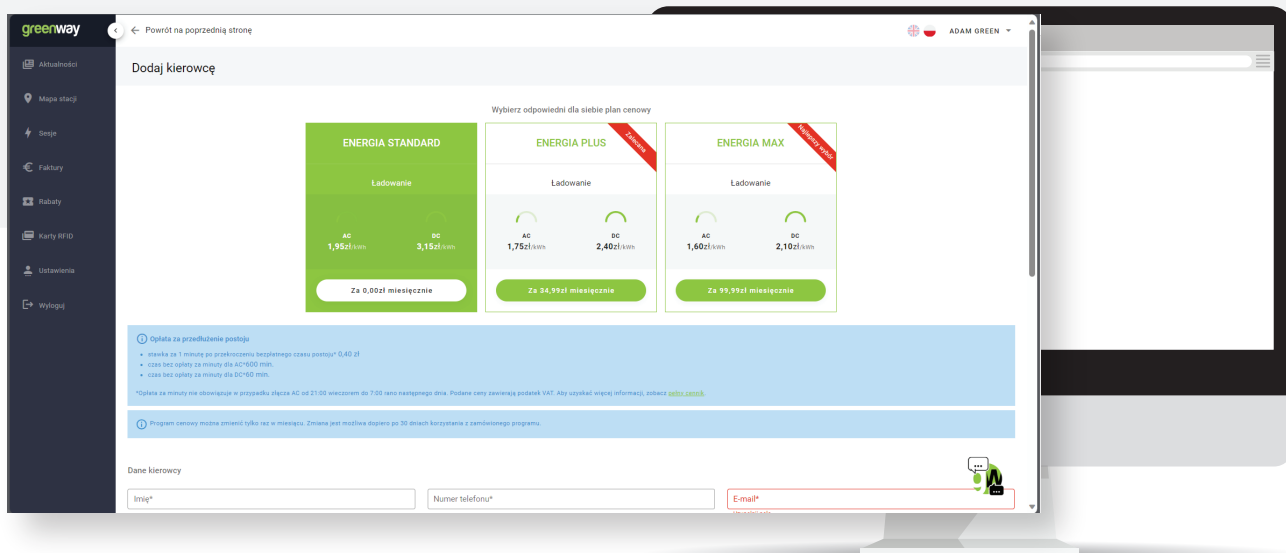 greenway
Powrót na poprzednią stronę
ADAM GREEN
Aktualności
Mapa stacji
Sesje
Faktury
Rabaty
Karty RFID
Ustawienia
Wyloguj
Dodaj kierowcę
Wybierz odpowiedni dla siebie plan cenowy
ENERGIA STANDARD
Ładowanie
AC
1,95zł/kWh
DC
3,15zł/kWh
Za 0,00zł miesięcznie
ENERGIA PLUS
Zalecane
Ładowanie
AC
1,75zł/kWh
DC
2,40zł/kWh
Za 34,99zł miesięcznie
ENERGIA MAX
Najlepszy wybór
Ładowanie
AC
1,60zł/kWh
DC
2,10zł/kWh
Za 99,99zł miesięcznie
Opłata za przedłużenie postoju
stawka za 1 minutę po przekroczeniu bezpłatnego czasu postoju* 0,40 zł
czas bez opłaty za minuty dla AC*600 min.
czas bez opłaty za minuty dla DC*60 min.
*Opłata za minuty nie obowiązuje w przypadku złącza AC od 21:00 wieczorem do 7:00 rano następnego dnia. Podane ceny zawierają podatek VAT. Aby uzyskać więcej informacji, zobacz pełny cennik.
Program cenowy można zmienić tylko raz w miesiącu. Zmiana jest możliwa dopiero po 30 dniach korzystania z zamówionego programu.
Dane kierowcy
Imię*
Numer telefonu*
E-mail*